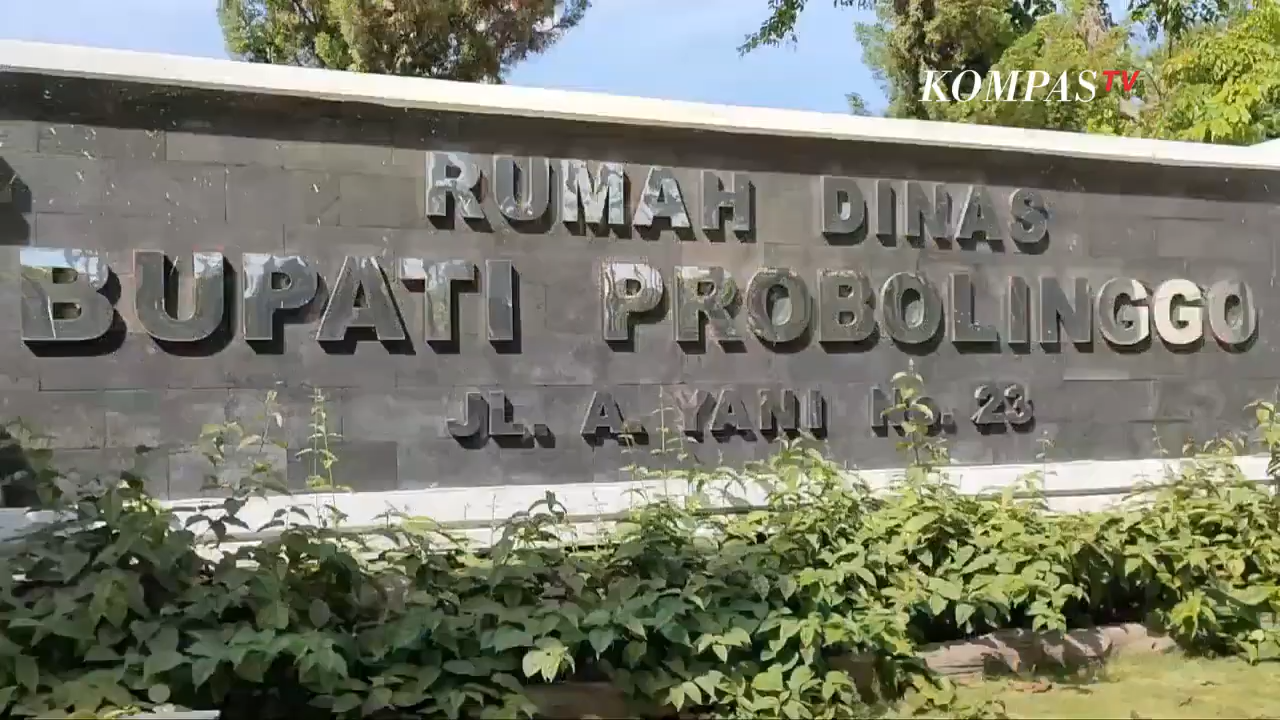 KOMPASTV
RUMAH DINAS
BUPATI PROBOLINGGO
JL. A. YANI No. 23